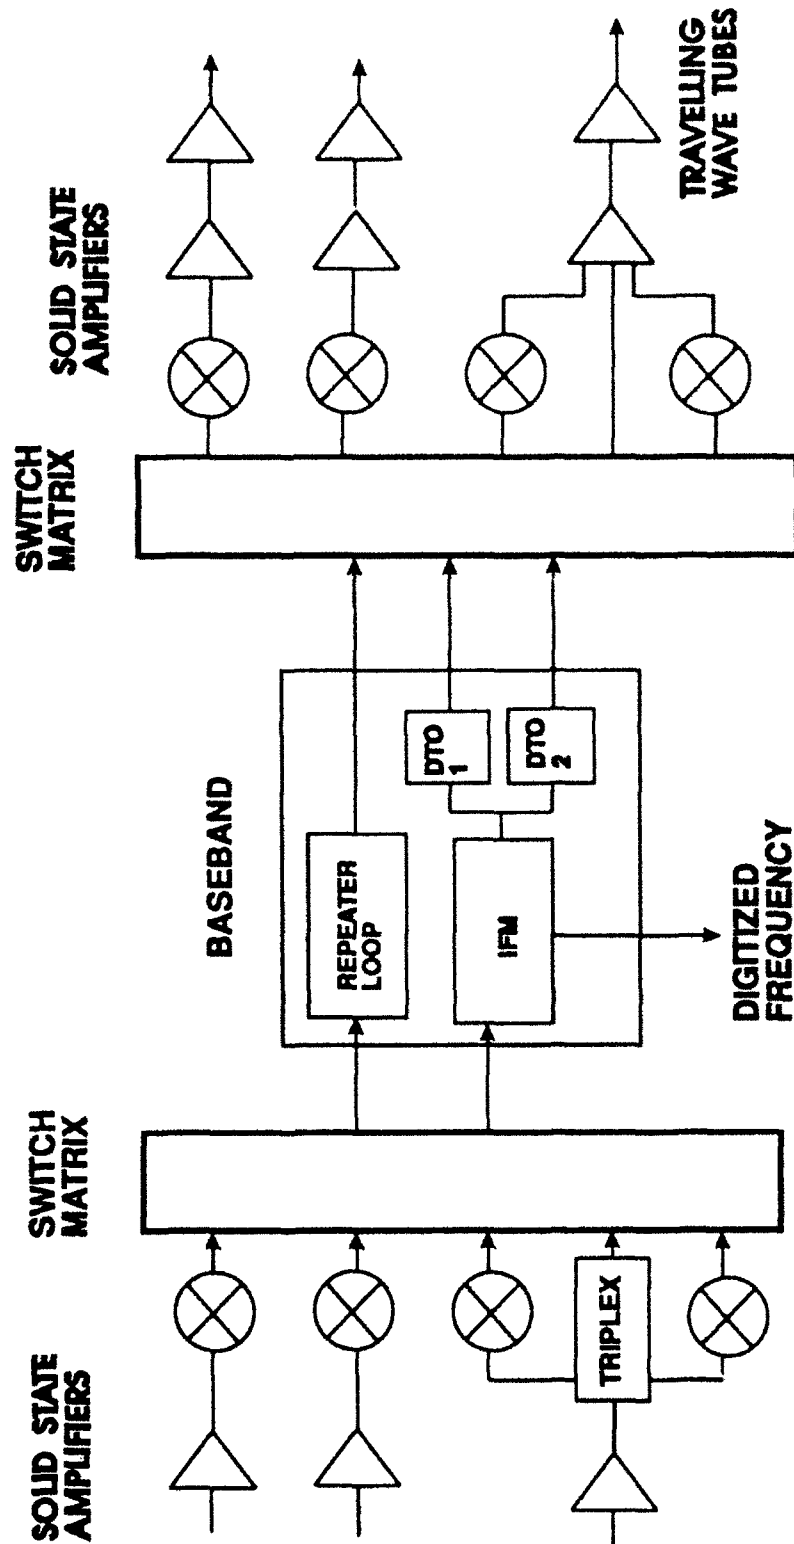 SOLID STATE
AMPLIFIERS
SWITCH
MATRIX
BASEBAND
SWITCH
MATRIX
SOLID STATE
AMPLIFIERS
TRIPLEX
REPEATER
LOOP
IFM
DTO
1
DTO
2
DIGITIZED
FREQUENCY
TRAVELLING
WAVE TUBES